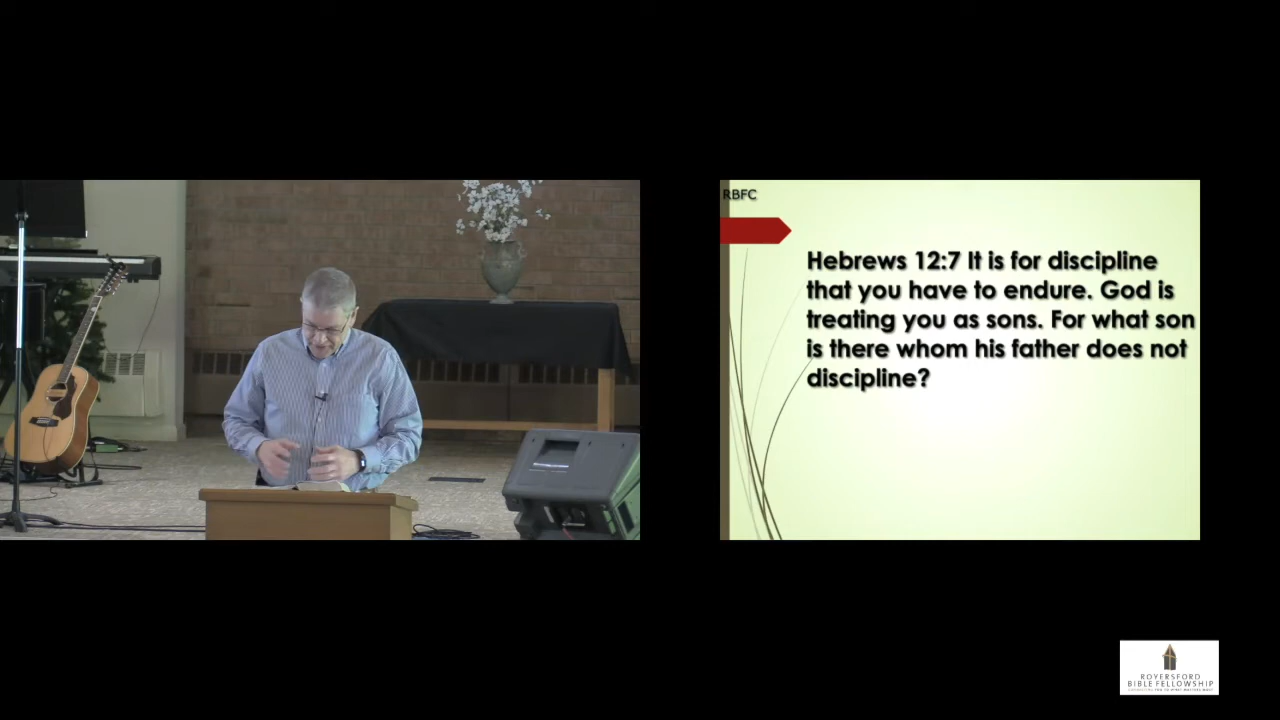 RBFC
Hebrews 12:7 It is for discipline
that you have to endure. God is
treating you as sons. For what son
is there whom his father does not
discipline?
ROYERSFORD
BIBLE FELLOWSHIP